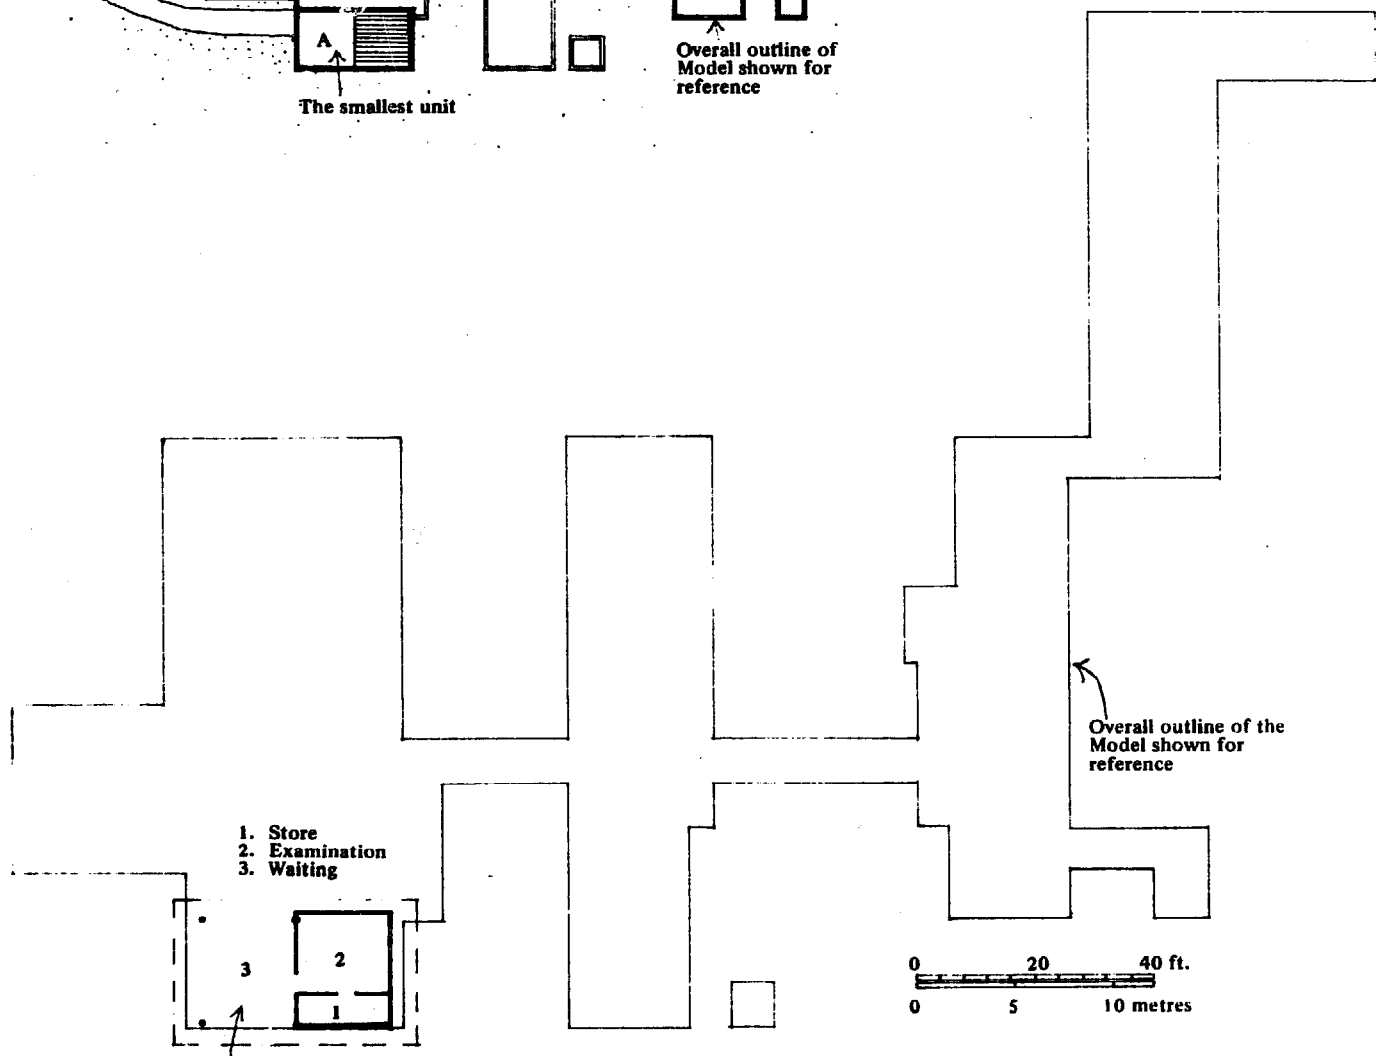 A
The smallest unit
Overall outline of
Model shown for
reference
Overall outline of the
Model shown for
reference
1. Store
2. Examination
3. Waiting
3
2
1
0 20 40 ft.
0 5 10 metres